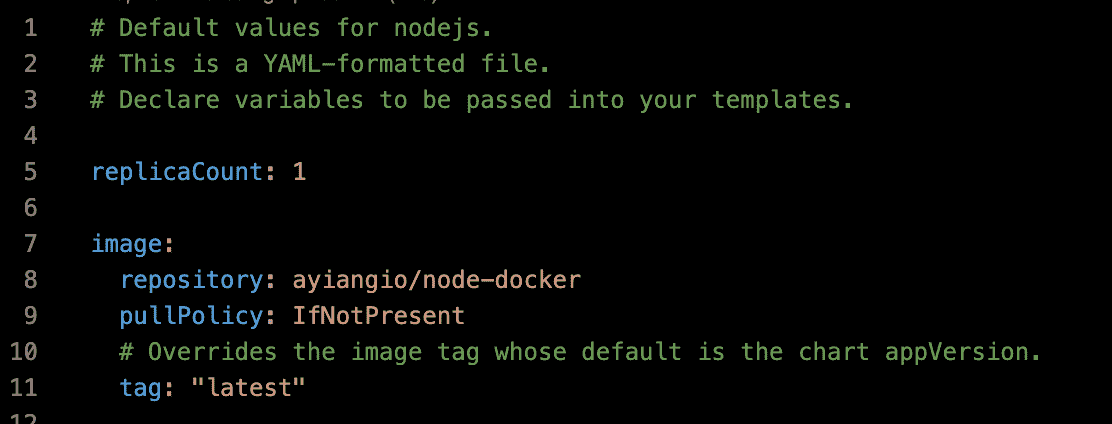 1 # Default values for nodejs.
2 # This is a YAML-formatted file.
3 # Declare variables to be passed into your templates.
4
5 replicaCount: 1
6
7 image:
8   repository: ayiangio/node-docker
9   pullPolicy: IfNotPresent
10   # Overrides the image tag whose default is the chart appVersion.
11   tag: "latest"
12